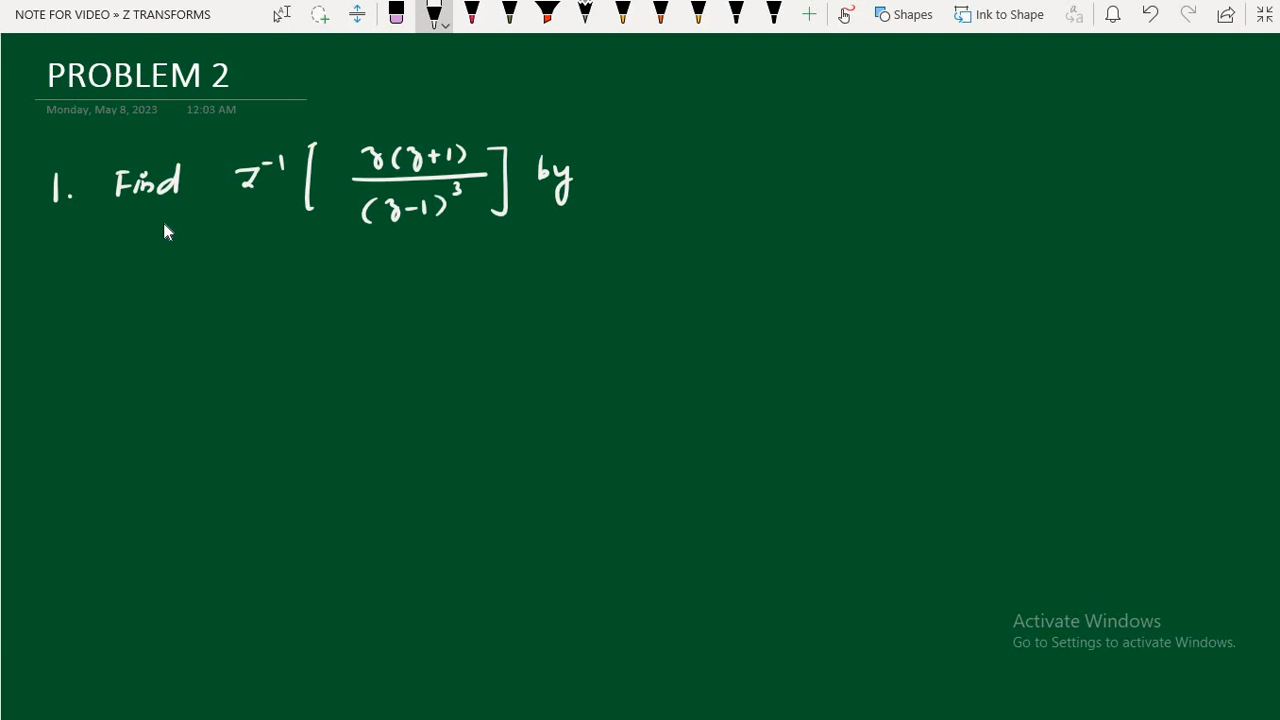 NOTE FOR VIDEO » Z TRANSFORMS
Shapes
Ink to Shape
PROBLEM 2
Monday, May 8, 2023 12:03 AM
1. Find Z⁻¹ [ z(z+1) / (z-1)³ ] by
Activate Windows
Go to Settings to activate Windows.